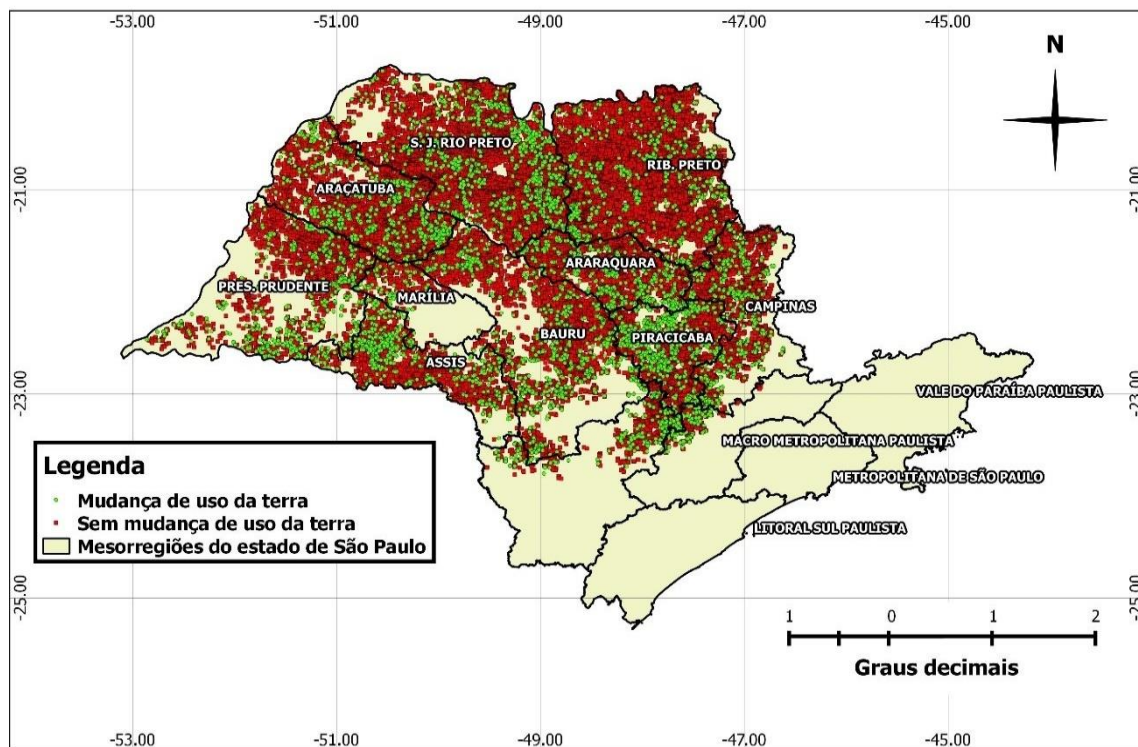 -53.00 -51.00 -49.00 -47.00 -45.00
N
S. J. RIO PRETO
RIB. PRETO
-21.00 -21.00
ARAÇATUBA
ARARAQUARA
PRES. PRUDENTE
MARÍLIA
CAMPINAS
BAURU
PIRACICABA
ASSIS
-23.00 -23.00
VALE DO PARAÍBA PAULISTA
MACRO METROPOLITANA PAULISTA
METROPOLITANA DE SÃO PAULO
LITORAL SUL PAULISTA
Legenda
Mudança de uso da terra
Sem mudança de uso da terra
Mesorregiões do estado de São Paulo
-25.00 -25.00
1 0 1 2
Graus decimais
-53.00 -51.00 -49.00 -47.00 -45.00